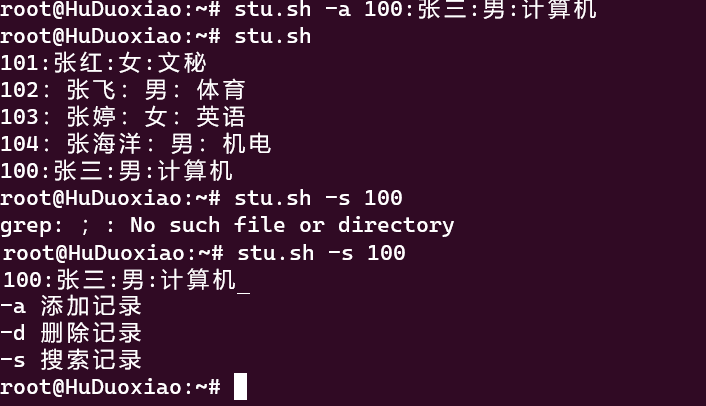 root@HuDuoxiao:~# stu.sh -a 100:张三:男:计算机
root@HuDuoxiao:~# stu.sh
101:张红:女:文秘
102: 张飞: 男: 体育
103: 张婷: 女: 英语
104: 张海洋: 男: 机电
100:张三:男:计算机
root@HuDuoxiao:~# stu.sh -s 100
grep: ; : No such file or directory
root@HuDuoxiao:~# stu.sh -s 100
100:张三:男:计算机_
-a 添加记录
-d 删除记录
-s 搜索记录
root@HuDuoxiao:~#